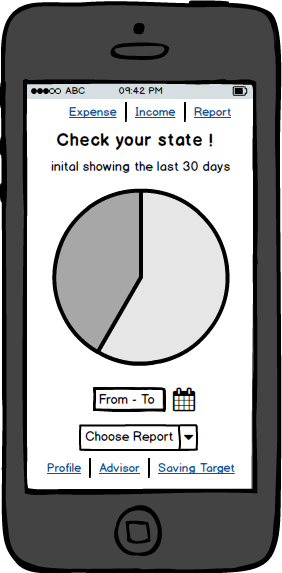 ABC 09:42 PM
Expense Income Report
Check your state !
inital showing the last 30 days
From - To
Choose Report
Profile Advisor Saving Target